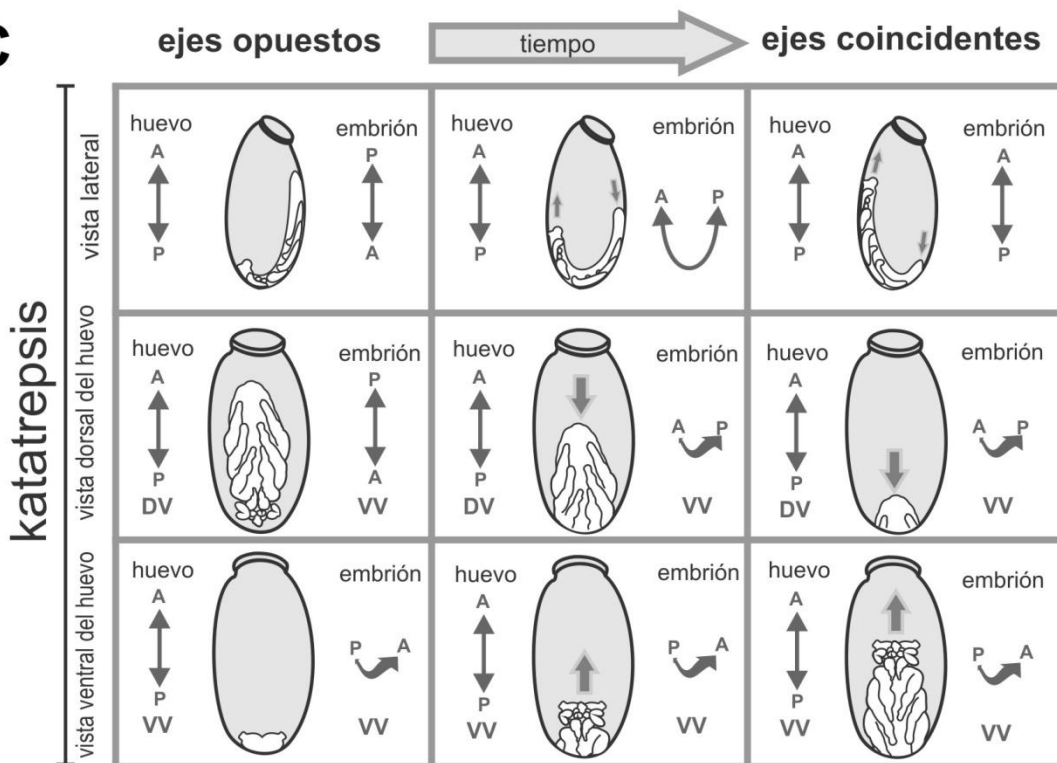 C
ejes opuestos
tiempo
ejes coincidentes
katatrepsis
vista lateral
huevo
A
P
embrión
P
A
huevo
A
P
embrión
A P
huevo
A
P
embrión
A
P
vista dorsal del huevo
huevo
A
P
DV
embrión
P
A
VV
huevo
A
P
DV
embrión
A P
VV
huevo
A
P
DV
embrión
A P
VV
vista ventral del huevo
huevo
A
P
VV
embrión
P A
VV
huevo
A
P
VV
embrión
P A
VV
huevo
A
P
VV
embrión
P A
VV